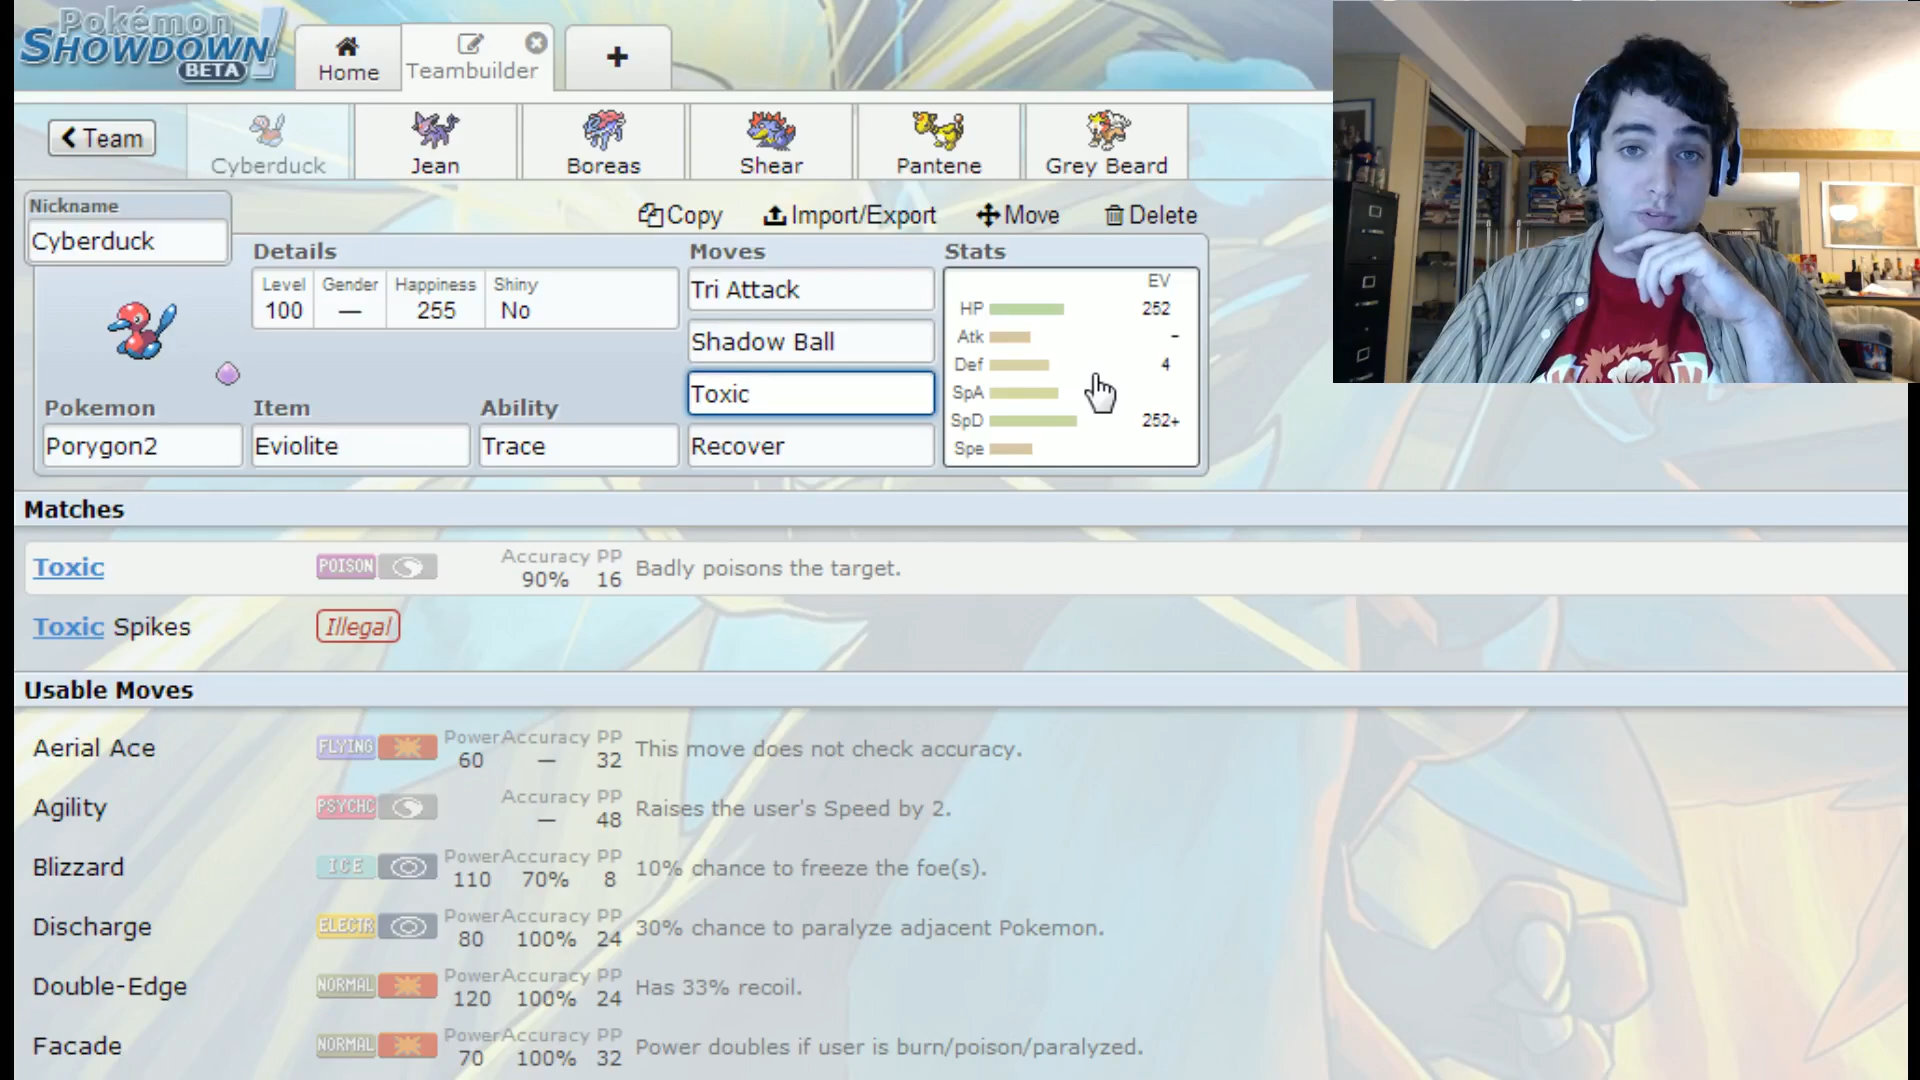 Pokémon
SHOWDOWN!
BETA
Home
Teambuilder
+
Team
Cyberduck
Jean
Boreas
Shear
Pantene
Grey Beard
Nickname
Cyberduck
Copy
Import/Export
Move
Delete
Details
Moves
Stats
Level
Gender
Happiness
Shiny
100
—
255
No
Tri Attack
Shadow Ball
Toxic
Recover
EV
HP 252
Atk -
Def 4
SpA
SpD 252+
Spe
Pokemon
Item
Ability
Porygon2
Eviolite
Trace
Matches
Toxic POISON Accuracy 90% PP 16 Badly poisons the target.
Toxic Spikes Illegal
Usable Moves
Aerial Ace FLYING Power 60 Accuracy — PP 32 This move does not check accuracy.
Agility PSYCHC Accuracy — PP 48 Raises the user's Speed by 2.
Blizzard ICE Power 110 Accuracy 70% PP 8 10% chance to freeze the foe(s).
Discharge ELECTR Power 80 Accuracy 100% PP 24 30% chance to paralyze adjacent Pokemon.
Double-Edge NORMAL Power 120 Accuracy 100% PP 24 Has 33% recoil.
Facade NORMAL Power 70 Accuracy 100% PP 32 Power doubles if user is burn/poison/paralyzed.